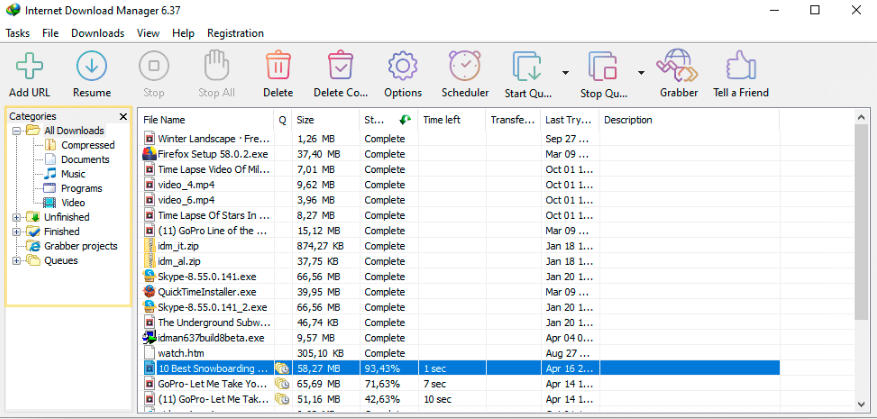 Internet Download Manager 6.37
Tasks File Downloads View Help Registration
Add URL Resume Stop Stop All Delete Delete Co... Options Scheduler Start Qu... Stop Qu... Grabber Tell a Friend
Categories
All Downloads
Compressed
Documents
Music
Programs
Video
Unfinished
Finished
Grabber projects
Queues
File Name Q Size St... Time left Transfe... Last Try... Description
Winter Landscape - Fre... 1,26 MB Complete Sep 27 ...
Firefox Setup 58.0.2.exe 37,40 MB Complete Mar 09 ...
Time Lapse Video Of Mil... 7,01 MB Complete Oct 01 1...
video_4.mp4 9,62 MB Complete Oct 01 1...
video_6.mp4 3,96 MB Complete Oct 01 1...
Time Lapse Of Stars In ... 8,27 MB Complete Oct 01 1...
(11) GoPro Line of the ... 15,12 MB Complete Mar 09 ...
idm_it.zip 874,27 KB Complete Jan 18 1...
idm_al.zip 37,75 KB Complete Jan 18 1...
Skype-8.55.0.141.exe 66,56 MB Complete Jan 20 1...
QuickTimeInstaller.exe 39,95 MB Complete Mar 09 ...
Skype-8.55.0.141_2.exe 66,56 MB Complete Jan 20 1...
The Underground Subw... 46,74 KB Complete Jan 20 1...
idman637build8beta.exe 9,57 MB Complete Apr 04 0...
watch.htm 305,10 KB Complete Aug 27 ...
10 Best Snowboarding ... 58,27 MB 93,43% 1 sec Apr 16 2...
GoPro- Let Me Take Yo... 65,69 MB 71,63% 7 sec Apr 14 1...
(11) GoPro- Let Me Tak... 51,16 MB 42,63% 10 sec Apr 14 1...